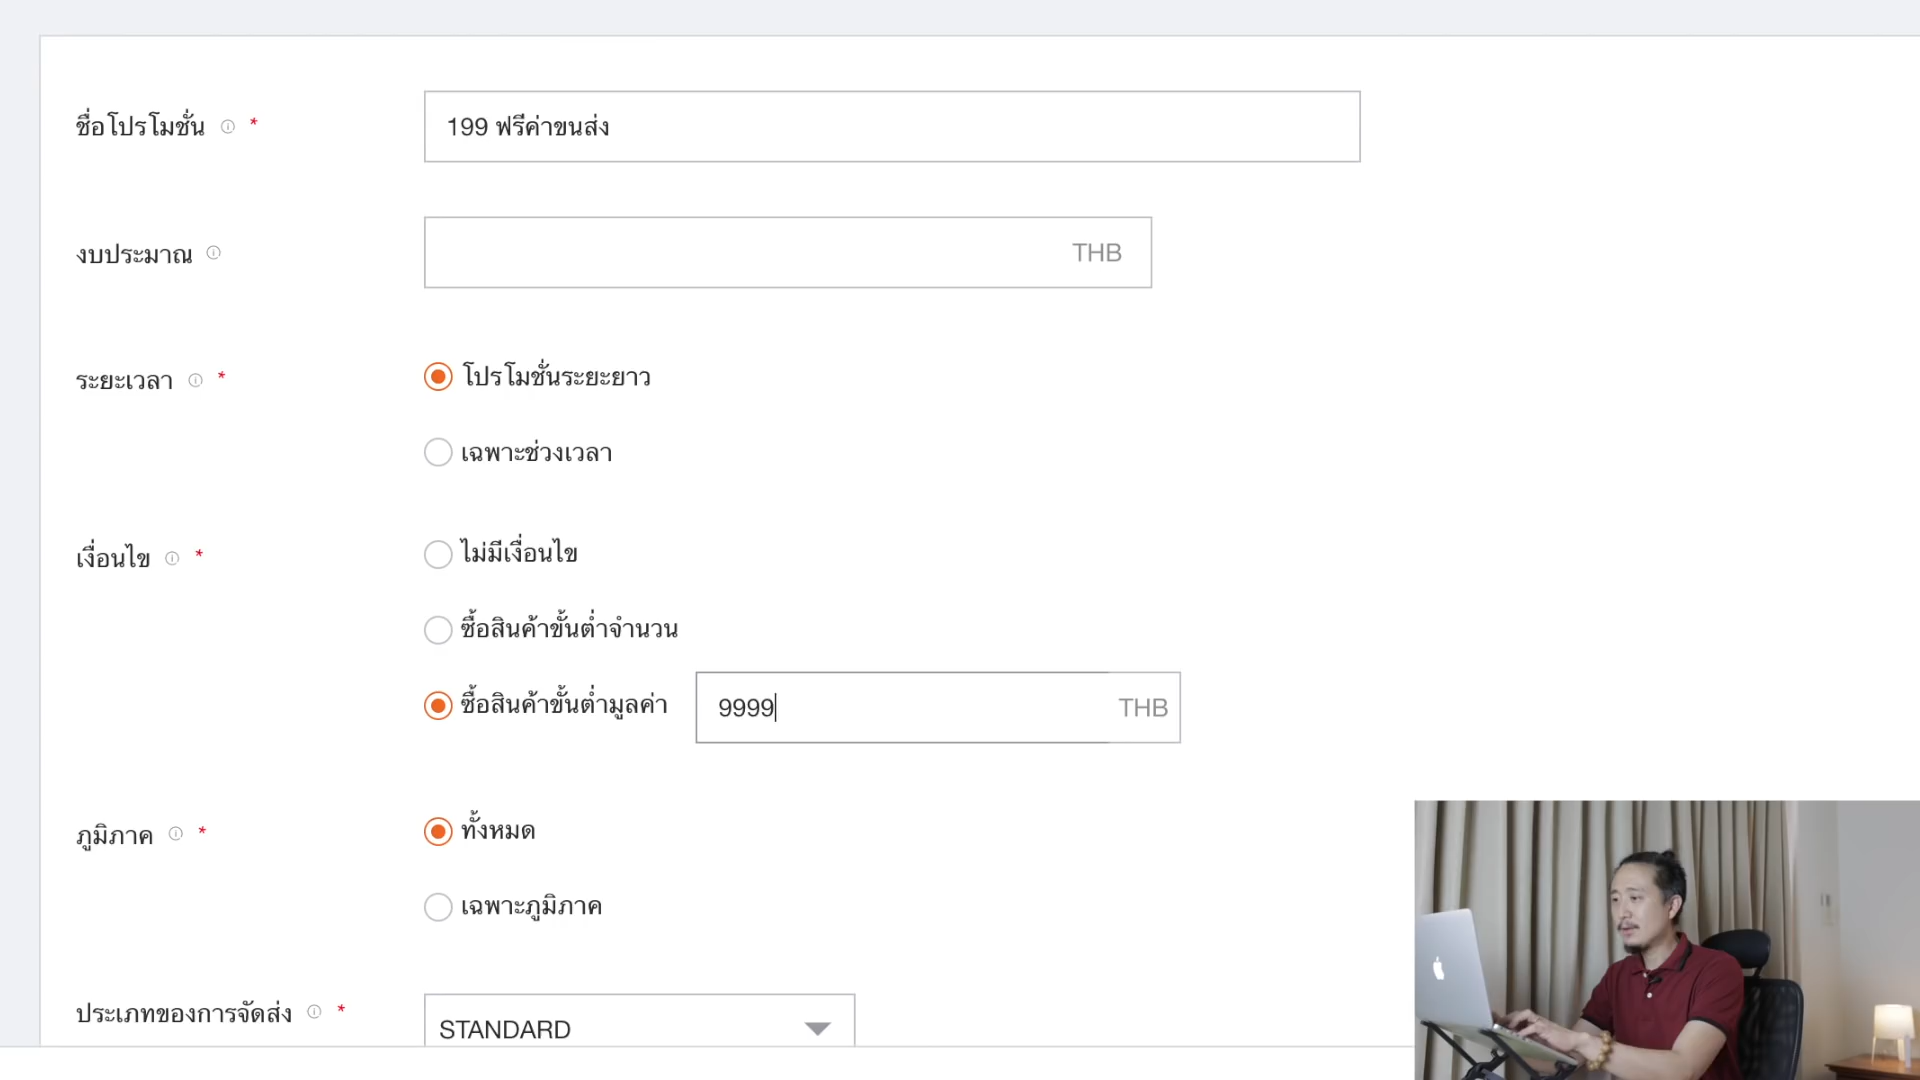 ชื่อโปรโมชั่น * 199 ฟรีค่าขนส่ง
งบประมาณ THB
ระยะเวลา * โปรโมชั่นระยะยาว
เฉพาะช่วงเวลา
เงื่อนไข * ไม่มีเงื่อนไข
ซื้อสินค้าขั้นต่ำจำนวน
ซื้อสินค้าขั้นต่ำมูลค่า 9999 THB
ภูมิภาค * ทั้งหมด
เฉพาะภูมิภาค
ประเภทของการจัดส่ง * STANDARD